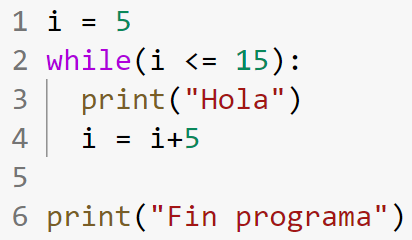 1 i = 5
2 while(i <= 15):
3   print("Hola")
4   i = i+5
5
6 print("Fin programa")